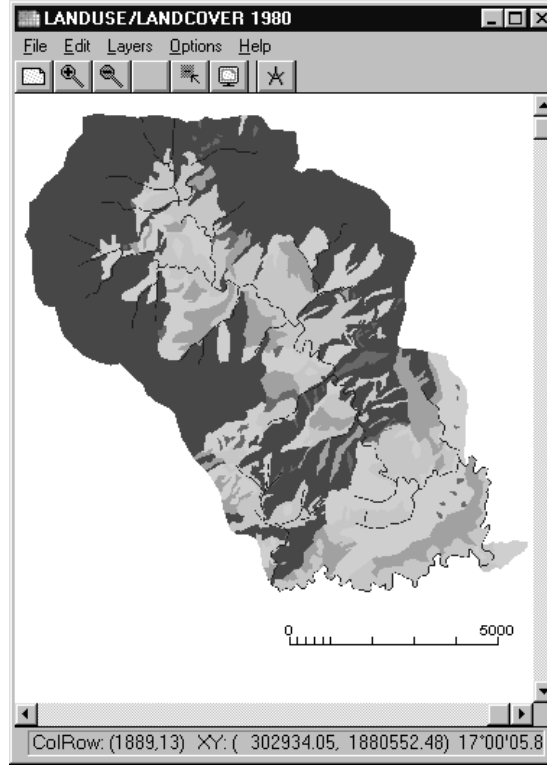 LANDUSE/LANDCOVER 1980
File Edit Layers Options Help
0 5000
ColRow: (1889,13) XY: ( 302934.05, 1880552.48) 17°00'05.8